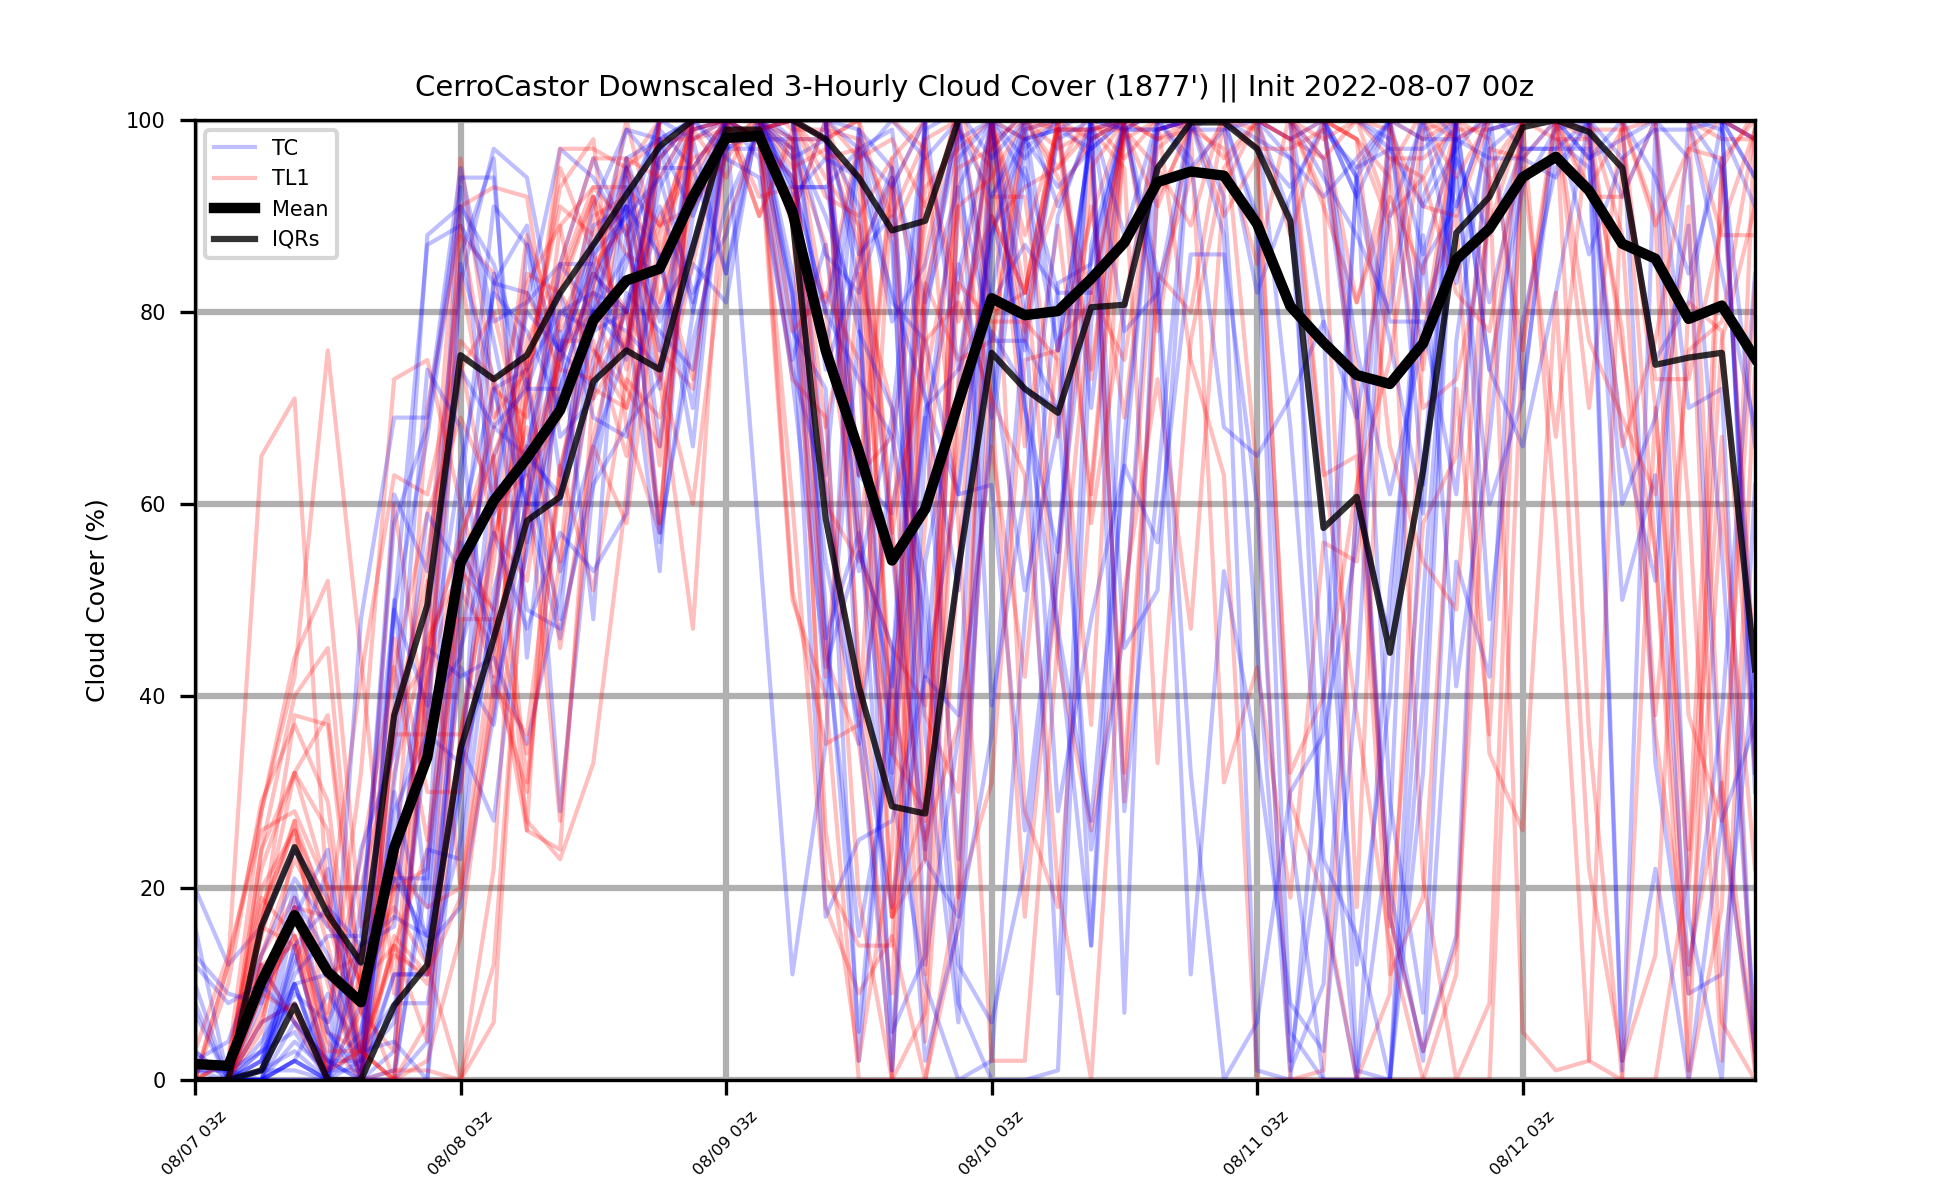 CerroCastor Downscaled 3-Hourly Cloud Cover (1877') || Init 2022-08-07 00z
TC
TL1
Mean
IQRs
Cloud Cover (%)
100
80
60
40
20
0
08/07 03z
08/08 03z
08/09 03z
08/10 03z
08/11 03z
08/12 03z